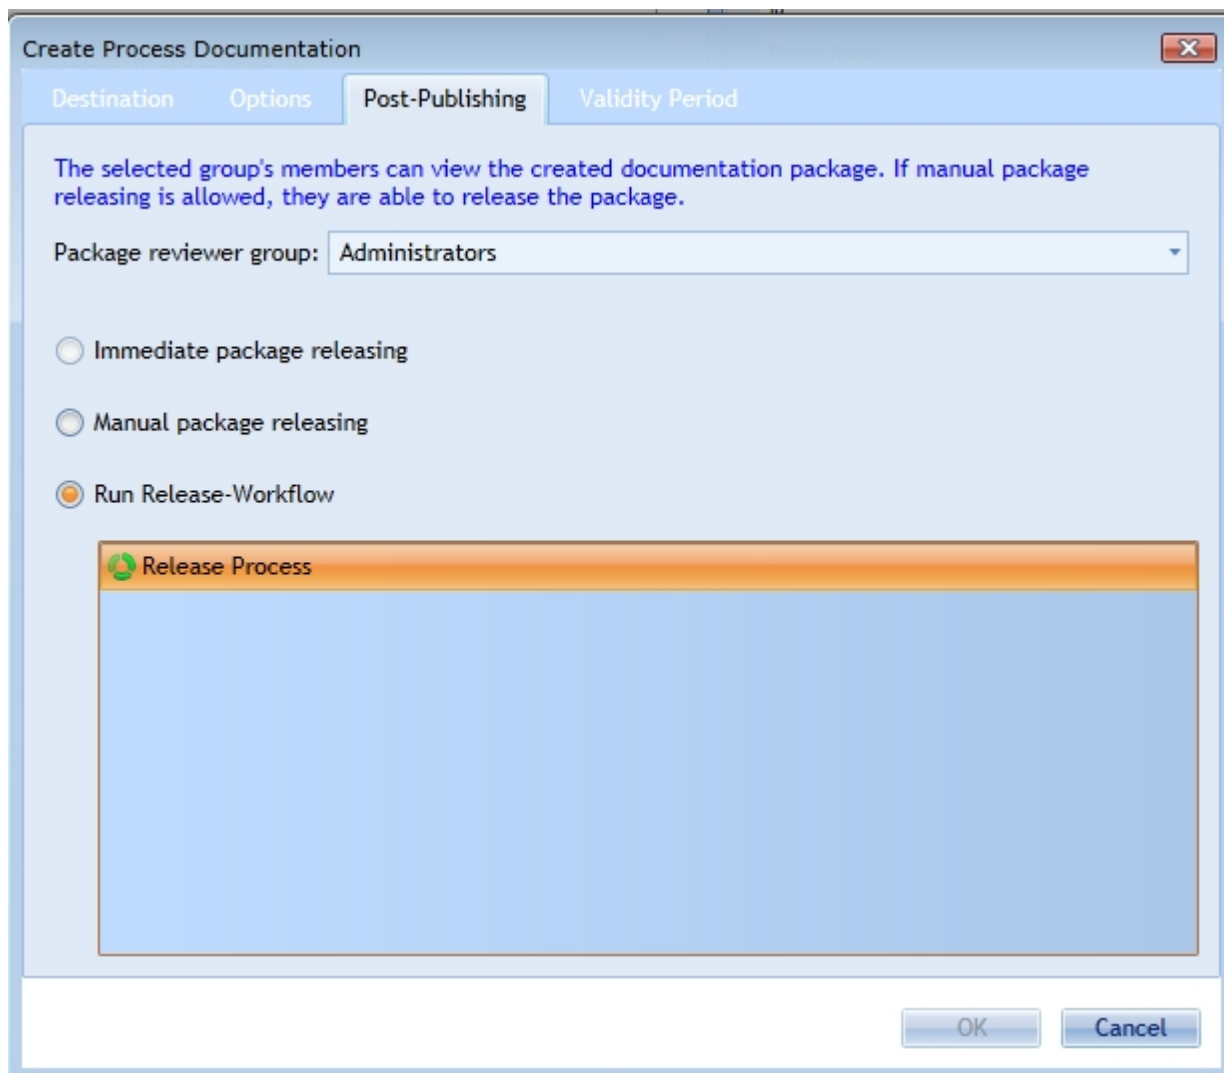 Create Process Documentation
Destination Options Post-Publishing Validity Period
The selected group's members can view the created documentation package. If manual package
releasing is allowed, they are able to release the package.
Package reviewer group: Administrators
Immediate package releasing
Manual package releasing
Run Release-Workflow
Release Process
OK Cancel